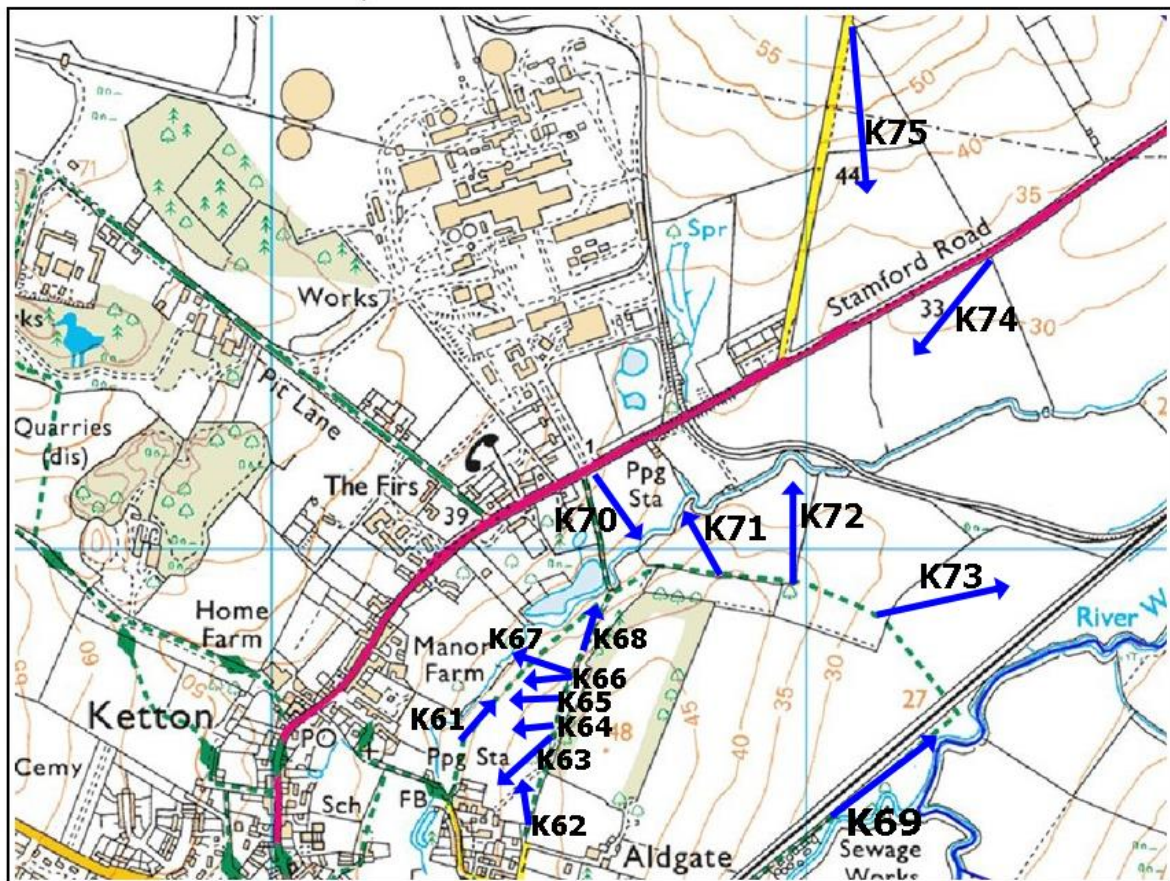 55
50
K75
40
71
44
35
Spr
Works
Stamford Road
33
K74
30
rks
Pit Lane
Quarries
(dis)
1
Ppg
Sta
The Firs
39
K70
K71
K72
K73
Home
Farm
River W
Manor
Farm
K67
K68
K66
K65
K64
K63
K61
K62
60
50
Ketton
PO
Ppg Sta
48
45
40
35
30
27
65
Cemy
Sch
FB
Aldgate
K69
Sewage
Works